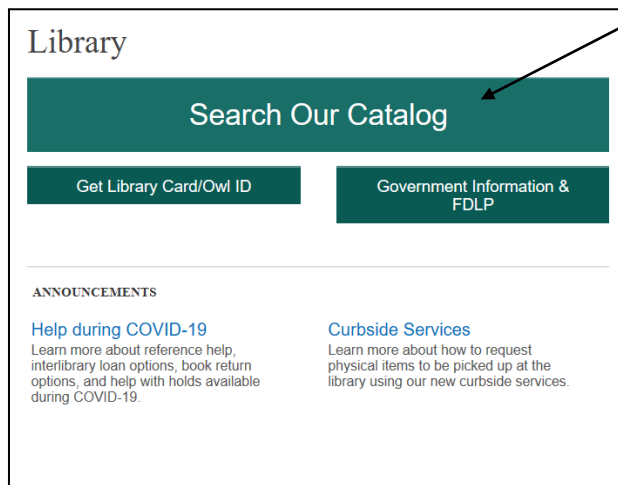 Library
Search Our Catalog
Get Library Card/Owl ID
Government Information &
FDLP
ANNOUNCEMENTS
Help during COVID-19
Learn more about reference help,
interlibrary loan options, book return
options, and help with holds available
during COVID-19.
Curbside Services
Learn more about how to request
physical items to be picked up at the
library using our new curbside services.